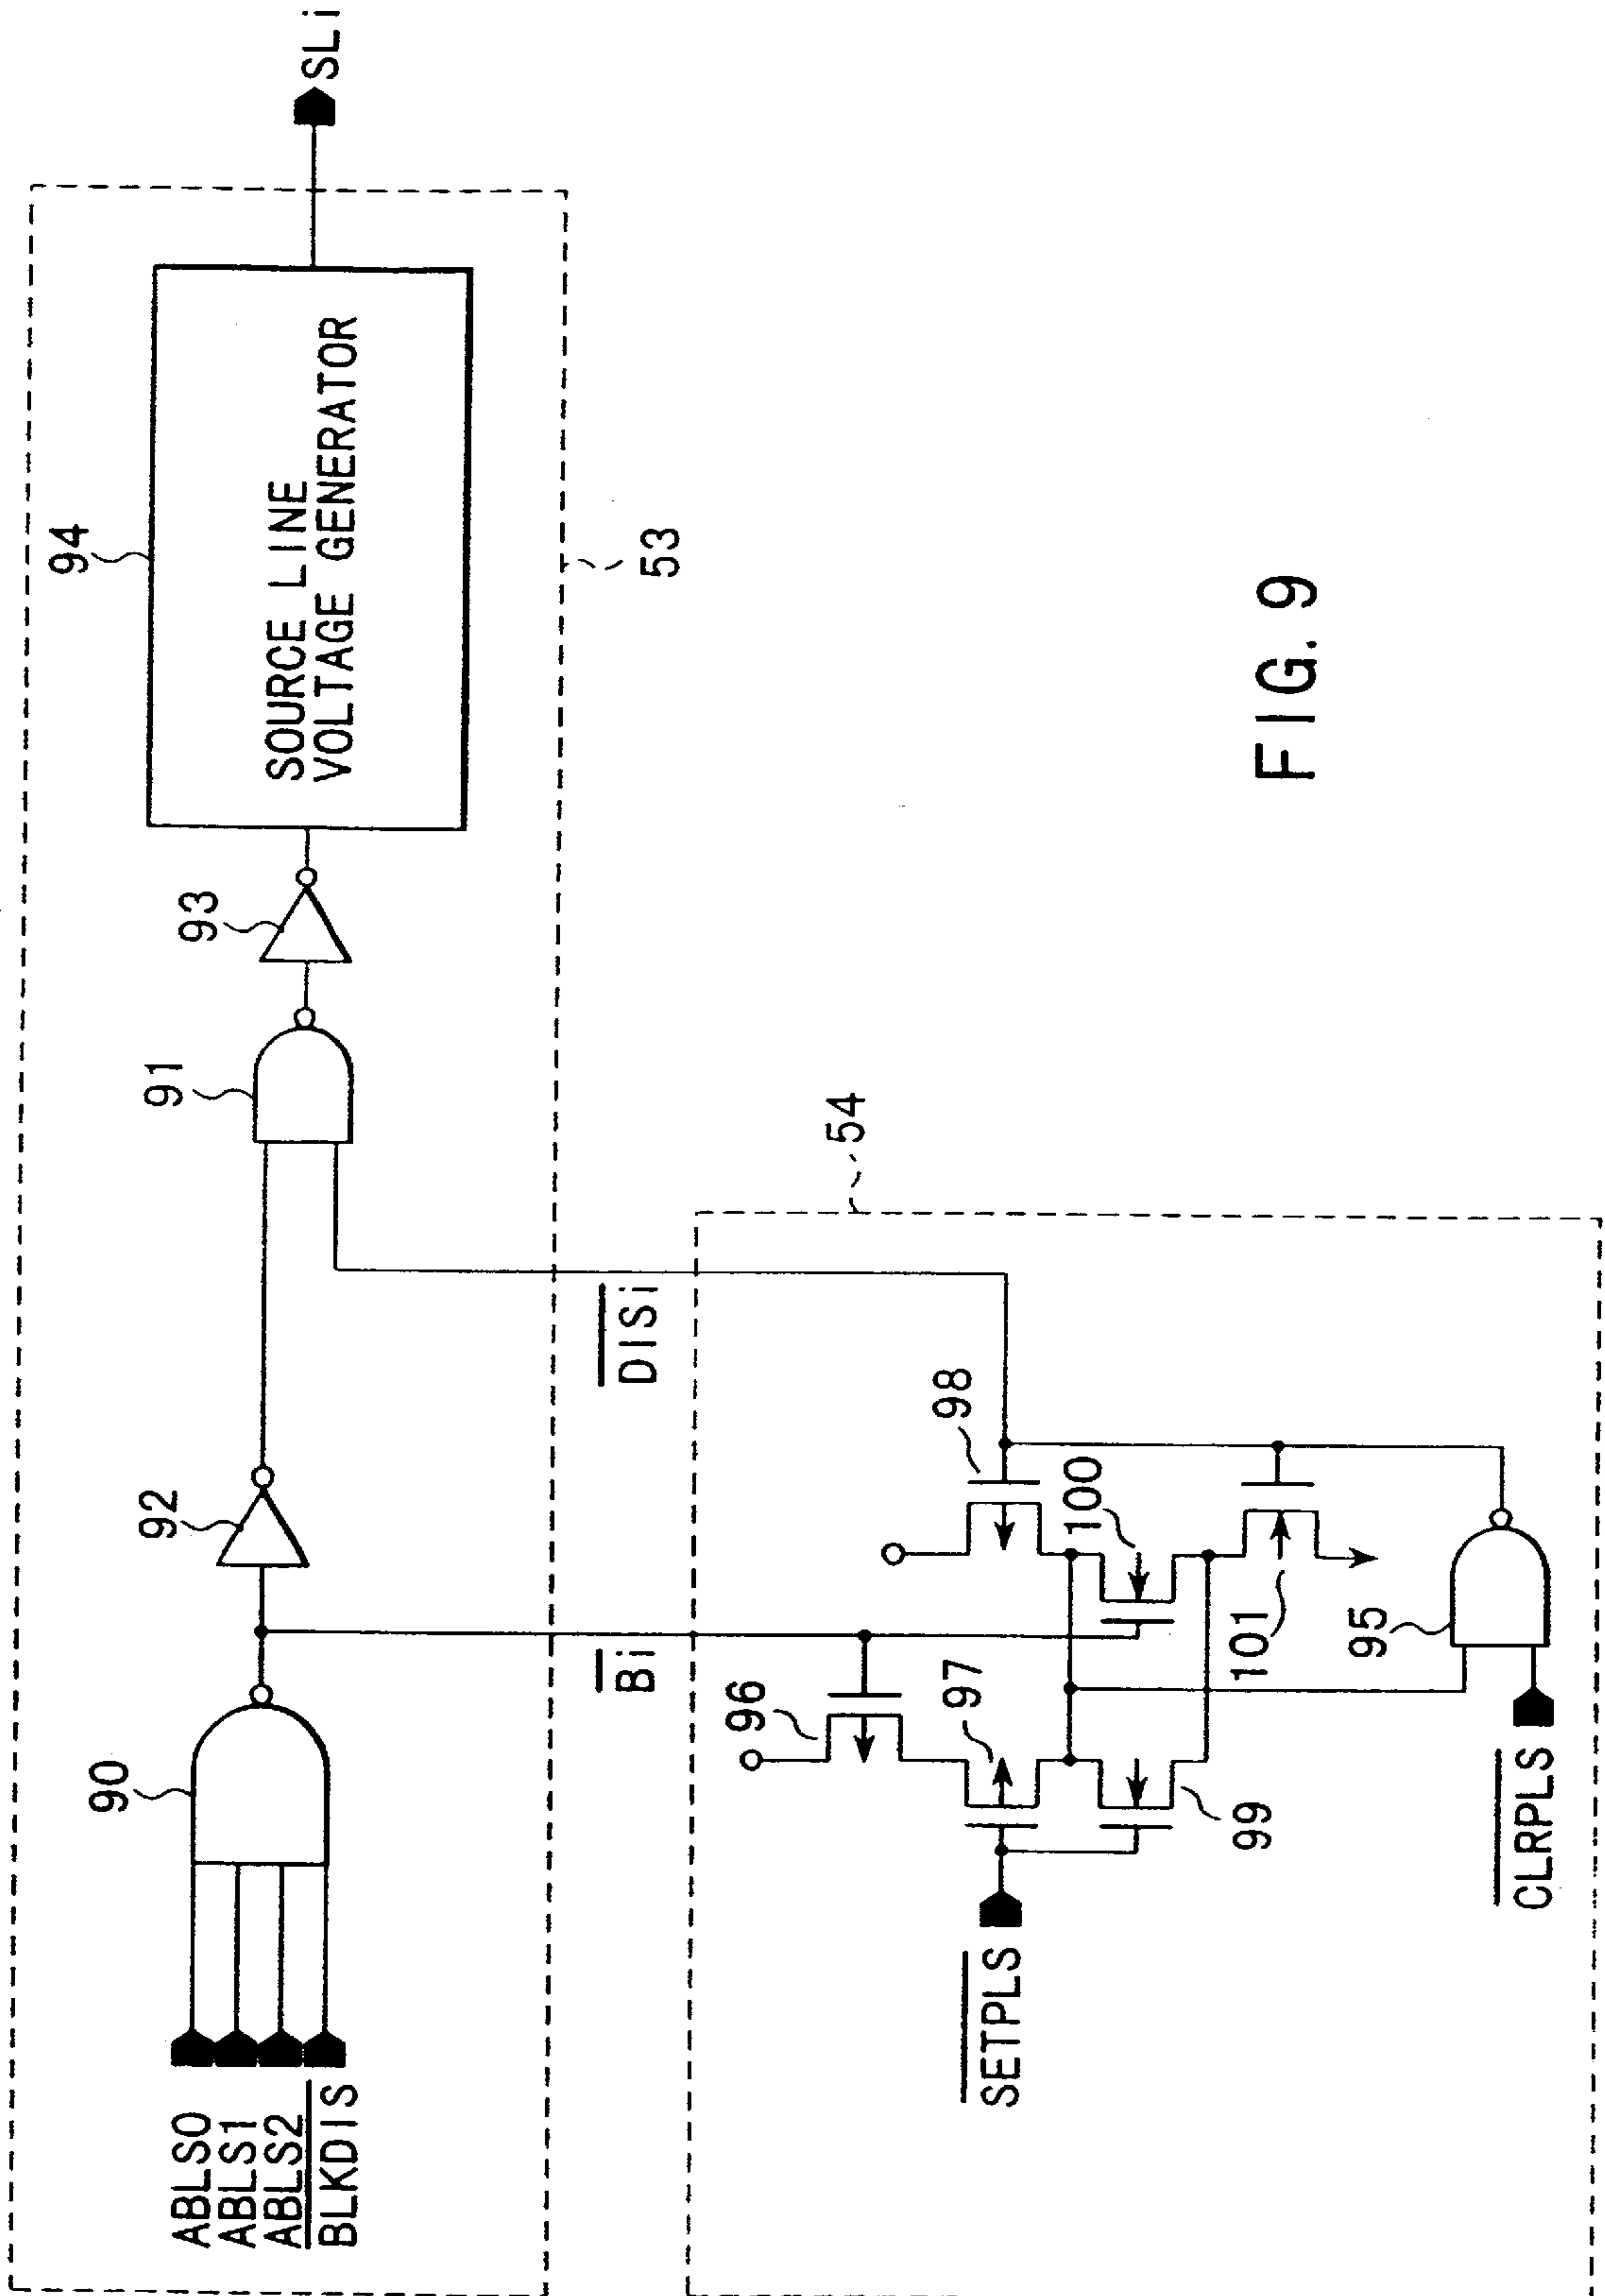 94
90
92
91
93
ABLS0
ABLS1
ABLS2
BLKDIS
SOURCE LINE
VOLTAGE GENERATOR
SLi
53
Bi
DISi
54
96
97
98
100
SETPLS
99
101
95
CLRPLS
FIG. 9